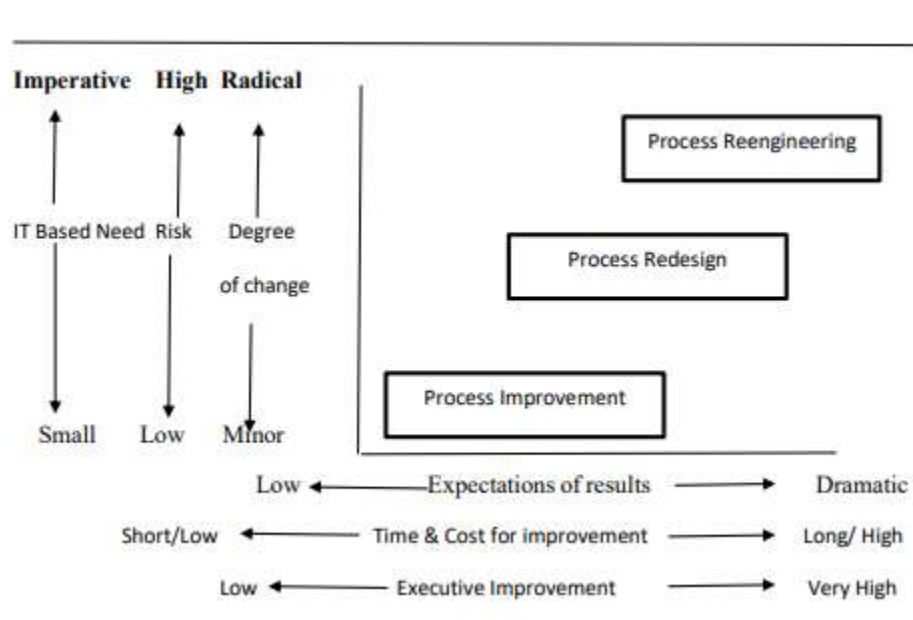 Imperative High Radical
Process Reengineering
IT Based Need Risk Degree
of change
Process Redesign
Process Improvement
Small Low Minor
Low Expectations of results Dramatic
Short/Low Time & Cost for improvement Long/ High
Low Executive Improvement Very High